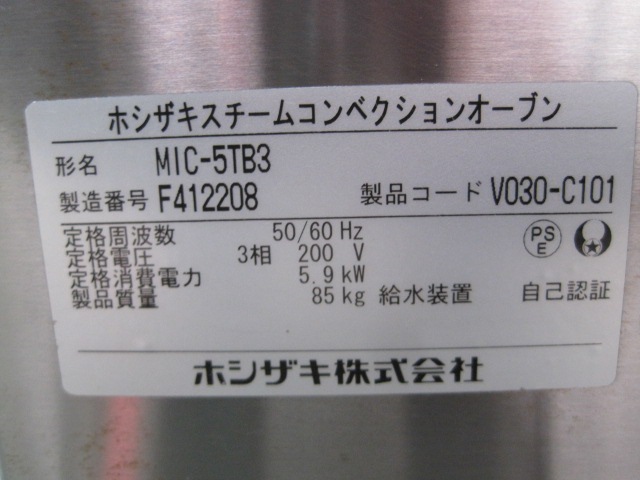 ホシザキスチームコンベクションオーブン
形名 MIC-5TB3
製造番号 F412208 製品コード V030-C101
定格周波数 50/60 Hz
定格電圧 3相 200 V
定格消費電力 5.9 kW
製品質量 85 kg 給水装置 自己認証
PS
E
ホシザキ株式会社